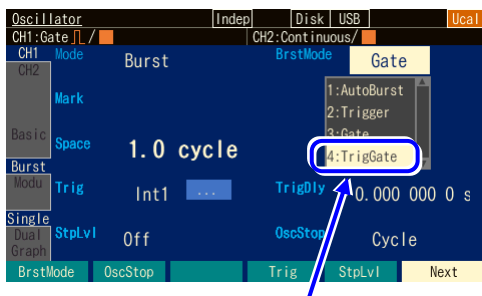 Oscillator Indep Disk USB Ucal
CH1:Gate / CH2:Continuous/
CH1 Mode Burst BrstMode Gate
CH2
1:AutoBurst
Mark 2:Trigger
3:Gate
Basic Space 1.0 cycle 4:TrigGate
Burst
Modu Trig Int1 ... TrigDly 0.000 000 0 s
Single
Dual StpLvl Off OscStop Cycle
Graph
BrstMode OscStop Trig StpLvl Next